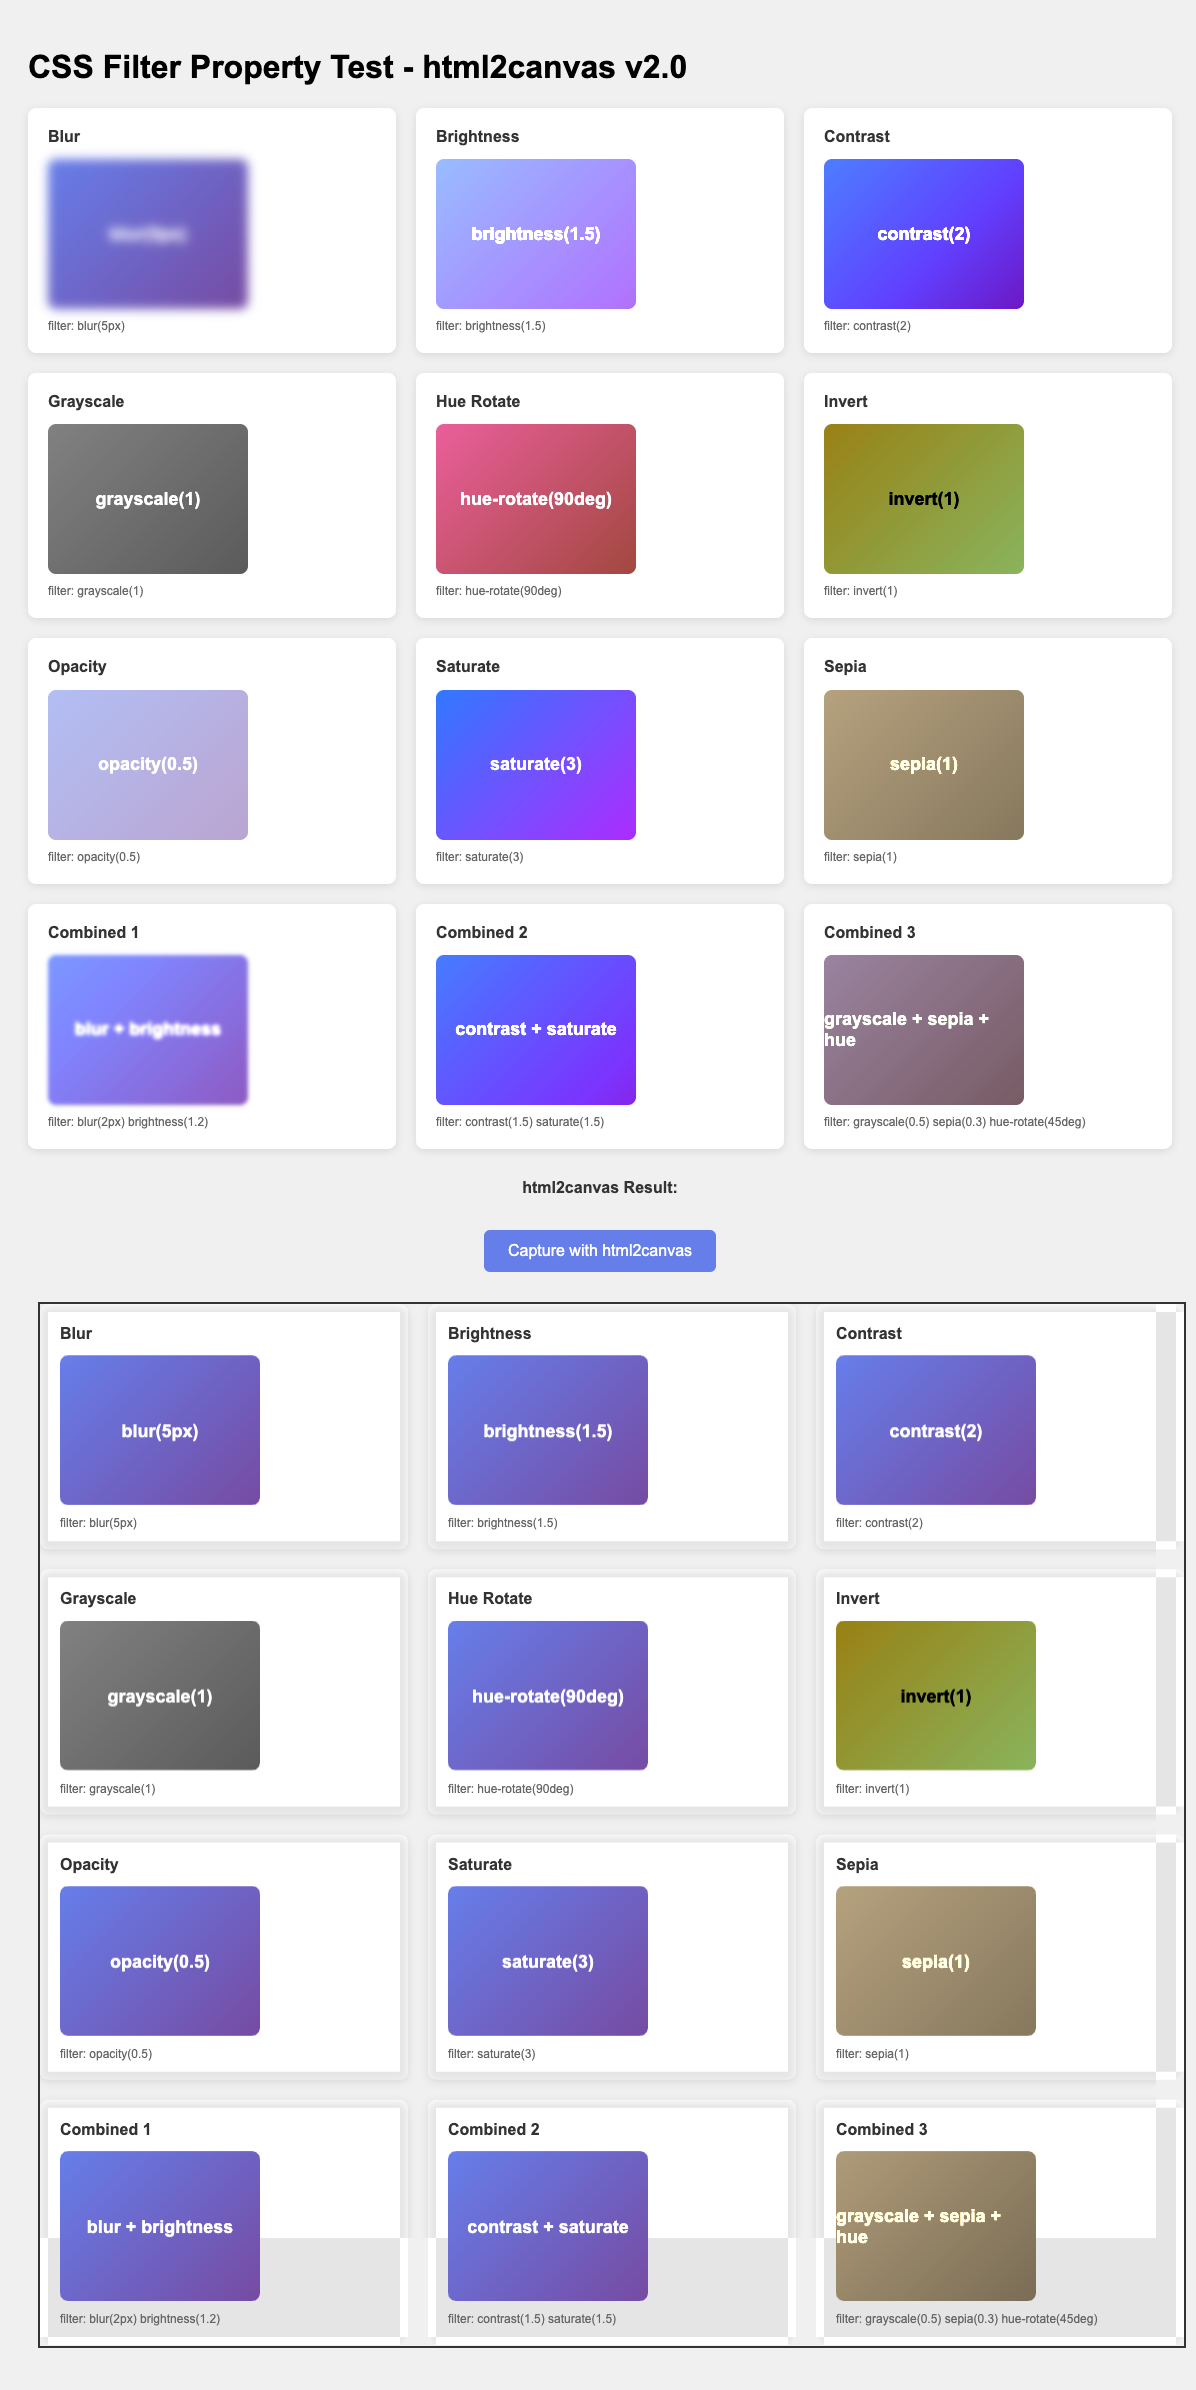 CSS Filter Property Test - html2canvas v2.0
Blur
Brightness
Contrast
blur(5px)
brightness(1.5)
contrast(2)
filter: blur(5px)
filter: brightness(1.5)
filter: contrast(2)
Grayscale
Hue Rotate
Invert
grayscale(1)
hue-rotate(90deg)
invert(1)
filter: grayscale(1)
filter: hue-rotate(90deg)
filter: invert(1)
Opacity
Saturate
Sepia
opacity(0.5)
saturate(3)
sepia(1)
filter: opacity(0.5)
filter: saturate(3)
filter: sepia(1)
Combined 1
Combined 2
Combined 3
blur + brightness
contrast + saturate
grayscale + sepia +
hue
filter: blur(2px) brightness(1.2)
filter: contrast(1.5) saturate(1.5)
filter: grayscale(0.5) sepia(0.3) hue-rotate(45deg)
html2canvas Result:
Capture with html2canvas
Blur
Brightness
Contrast
blur(5px)
brightness(1.5)
contrast(2)
filter: blur(5px)
filter: brightness(1.5)
filter: contrast(2)
Grayscale
Hue Rotate
Invert
grayscale(1)
hue-rotate(90deg)
invert(1)
filter: grayscale(1)
filter: hue-rotate(90deg)
filter: invert(1)
Opacity
Saturate
Sepia
opacity(0.5)
saturate(3)
sepia(1)
filter: opacity(0.5)
filter: saturate(3)
filter: sepia(1)
Combined 1
Combined 2
Combined 3
blur + brightness
contrast + saturate
grayscale + sepia +
hue
filter: blur(2px) brightness(1.2)
filter: contrast(1.5) saturate(1.5)
filter: grayscale(0.5) sepia(0.3) hue-rotate(45deg)